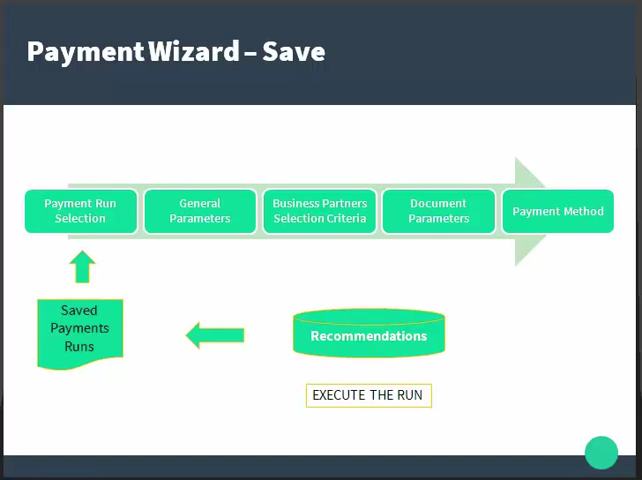 Payment Wizard – Save
Payment Run
Selection
General
Parameters
Business Partners
Selection Criteria
Document
Parameters
Payment Method
Saved
Payments
Runs
Recommendations
EXECUTE THE RUN